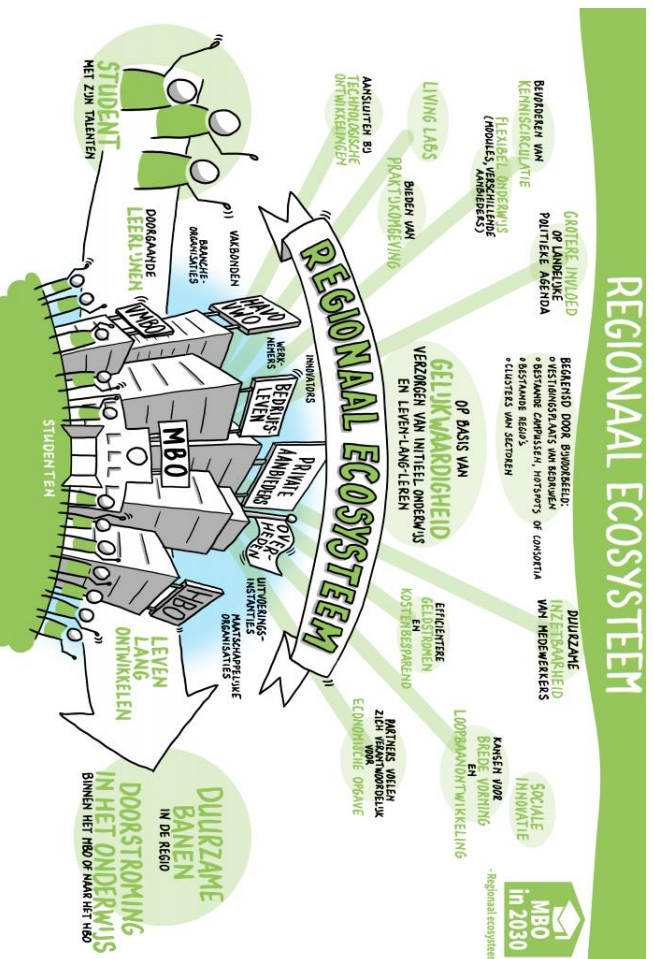 REGIONAAL ECOSYSTEEM
MBO
in 2030
- Regionaal ecosysteem
BEVORDEREN VAN
KENNISCIRCULATIE
FLEXIBEL ONDERWIJS
(MODULES, VERSCHILLENDE
AANBIEDERS)
GROTERE INVLOED
OP LANDELIJKE
POLITIEKE AGENDA
BEGRENSD DOOR BIJVOORBEELD:
o VESTIGINGSPLAATS VAN BEDRIJVEN
o BESTAANDE CAMPUSSEN, HOTSPOTS OF CONSORTIA
o BESTAANDE REGIO'S
o CLUSTERS VAN SECTOREN
DUURZAME
INZETBAARHEID
VAN MEDEWERKERS
SOCIALE
INNOVATIE
KANSEN VOOR
BREDE VORMING
EN
LOOPBAANONTWIKKELING
LIVING LABS
BIEDEN VAN
PRAKTIJKOMGEVING
OP BASIS VAN
GELIJKWAARDIGHEID
VERZORGEN VAN INITIEEL ONDERWIJS
EN LEVEN-LANG-LEREN
EFFICIËNTERE
GELDSTROMEN
EN
KOSTENBESPAREND
PARTNERS VOELEN
ZICH VERANTWOORDELIJK
VOOR
ECONOMISCHE OPGAVE
AANSLUITEN BIJ
TECHNOLOGISCHE
ONTWIKKELINGEN
REGIONAAL ECOSYSTEEM
STUDENT
MET ZIJN TALENTEN
DOORGAANDE
LEERLIJNEN
VAKBONDEN
BRANCHE-
ORGANISATIES
WERK-
NEMERS
INNOVATORS
VMBO
HAVO
VWO
BEDRIJFS-
LEVEN
MBO
PRIVATE
AANBIEDERS
OVER-
HEDEN
HBO
UITVOERINGS-
INSTANTIES
MAATSCHAPPELIJKE
ORGANISATIES
LEVEN
LANG
ONTWIKKELEN
STUDENTEN
DUURZAME
BANEN
IN DE REGIO
DOORSTROMING
IN HET ONDERWIJS
BINNEN HET MBO OF NAAR HET HBO